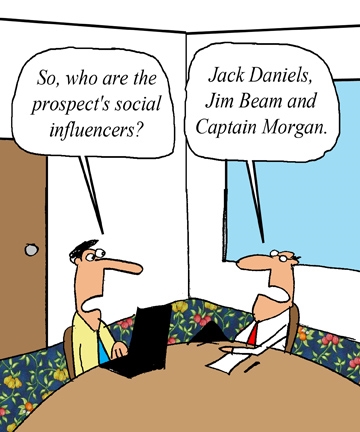 So, who are the
prospect's social
influencers?
Jack Daniels,
Jim Beam and
Captain Morgan.